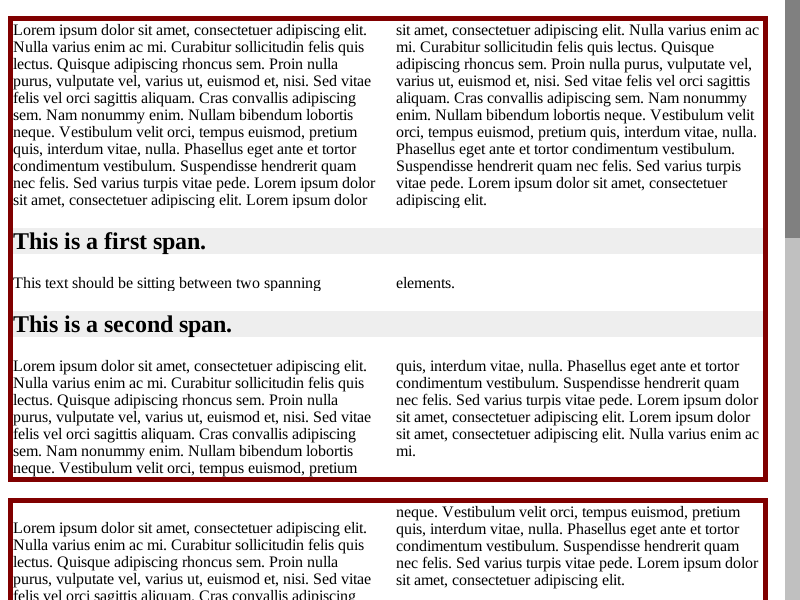 Lorem ipsum dolor sit amet, consectetuer adipiscing elit.
Nulla varius enim ac mi. Curabitur sollicitudin felis quis
lectus. Quisque adipiscing rhoncus sem. Proin nulla
purus, vulputate vel, varius ut, euismod et, nisi. Sed vitae
felis vel orci sagittis aliquam. Cras convallis adipiscing
sem. Nam nonummy enim. Nullam bibendum lobortis
neque. Vestibulum velit orci, tempus euismod, pretium
quis, interdum vitae, nulla. Phasellus eget ante et tortor
condimentum vestibulum. Suspendisse hendrerit quam
nec felis. Sed varius turpis vitae pede. Lorem ipsum dolor
sit amet, consectetuer adipiscing elit. Lorem ipsum dolor
sit amet, consectetuer adipiscing elit. Nulla varius enim ac
mi. Curabitur sollicitudin felis quis lectus. Quisque
adipiscing rhoncus sem. Proin nulla purus, vulputate vel,
varius ut, euismod et, nisi. Sed vitae felis vel orci sagittis
aliquam. Cras convallis adipiscing sem. Nam nonummy
enim. Nullam bibendum lobortis neque. Vestibulum velit
orci, tempus euismod, pretium quis, interdum vitae, nulla.
Phasellus eget ante et tortor condimentum vestibulum.
Suspendisse hendrerit quam nec felis. Sed varius turpis
vitae pede. Lorem ipsum dolor sit amet, consectetuer
adipiscing elit.
This is a first span.
This text should be sitting between two spanning
elements.
This is a second span.
Lorem ipsum dolor sit amet, consectetuer adipiscing elit.
Nulla varius enim ac mi. Curabitur sollicitudin felis quis
lectus. Quisque adipiscing rhoncus sem. Proin nulla
purus, vulputate vel, varius ut, euismod et, nisi. Sed vitae
felis vel orci sagittis aliquam. Cras convallis adipiscing
sem. Nam nonummy enim. Nullam bibendum lobortis
neque. Vestibulum velit orci, tempus euismod, pretium
quis, interdum vitae, nulla. Phasellus eget ante et tortor
condimentum vestibulum. Suspendisse hendrerit quam
nec felis. Sed varius turpis vitae pede. Lorem ipsum dolor
sit amet, consectetuer adipiscing elit. Lorem ipsum dolor
sit amet, consectetuer adipiscing elit. Nulla varius enim ac
mi.
Lorem ipsum dolor sit amet, consectetuer adipiscing elit.
Nulla varius enim ac mi. Curabitur sollicitudin felis quis
lectus. Quisque adipiscing rhoncus sem. Proin nulla
purus, vulputate vel, varius ut, euismod et, nisi. Sed vitae
felis vel orci sagittis aliquam. Cras convallis adipiscing
neque. Vestibulum velit orci, tempus euismod, pretium
quis, interdum vitae, nulla. Phasellus eget ante et tortor
condimentum vestibulum. Suspendisse hendrerit quam
nec felis. Sed varius turpis vitae pede. Lorem ipsum dolor
sit amet, consectetuer adipiscing elit.